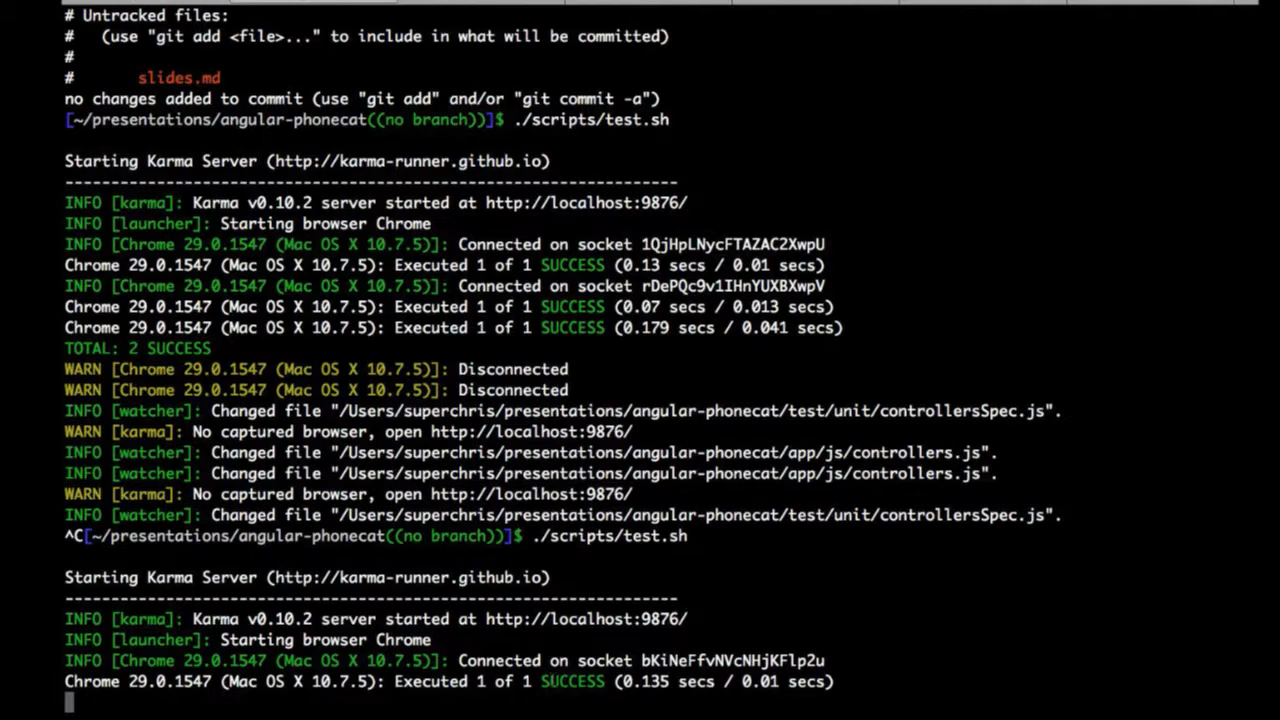 # Untracked files:
#   (use "git add <file>..." to include in what will be committed)
#
#       slides.md
no changes added to commit (use "git add" and/or "git commit -a")
[~/presentations/angular-phonecat((no branch))]$ ./scripts/test.sh
Starting Karma Server (http://karma-runner.github.io)
-------------------------------------------------------------------
INFO [karma]: Karma v0.10.2 server started at http://localhost:9876/
INFO [launcher]: Starting browser Chrome
INFO [Chrome 29.0.1547 (Mac OS X 10.7.5)]: Connected on socket 1QjHpLNycFTAZAC2XwpU
Chrome 29.0.1547 (Mac OS X 10.7.5): Executed 1 of 1 SUCCESS (0.13 secs / 0.01 secs)
INFO [Chrome 29.0.1547 (Mac OS X 10.7.5)]: Connected on socket rDePQc9v1IHnYUXBXwpV
Chrome 29.0.1547 (Mac OS X 10.7.5): Executed 1 of 1 SUCCESS (0.07 secs / 0.013 secs)
Chrome 29.0.1547 (Mac OS X 10.7.5): Executed 1 of 1 SUCCESS (0.179 secs / 0.041 secs)
TOTAL: 2 SUCCESS
WARN [Chrome 29.0.1547 (Mac OS X 10.7.5)]: Disconnected
WARN [Chrome 29.0.1547 (Mac OS X 10.7.5)]: Disconnected
INFO [watcher]: Changed file "/Users/superchris/presentations/angular-phonecat/test/unit/controllersSpec.js".
WARN [karma]: No captured browser, open http://localhost:9876/
INFO [watcher]: Changed file "/Users/superchris/presentations/angular-phonecat/app/js/controllers.js".
INFO [watcher]: Changed file "/Users/superchris/presentations/angular-phonecat/app/js/controllers.js".
WARN [karma]: No captured browser, open http://localhost:9876/
INFO [watcher]: Changed file "/Users/superchris/presentations/angular-phonecat/test/unit/controllersSpec.js".
^C[~/presentations/angular-phonecat((no branch))]$ ./scripts/test.sh
Starting Karma Server (http://karma-runner.github.io)
-------------------------------------------------------------------
INFO [karma]: Karma v0.10.2 server started at http://localhost:9876/
INFO [launcher]: Starting browser Chrome
INFO [Chrome 29.0.1547 (Mac OS X 10.7.5)]: Connected on socket bKiNeFfvNVcNHjKFlp2u
Chrome 29.0.1547 (Mac OS X 10.7.5): Executed 1 of 1 SUCCESS (0.135 secs / 0.01 secs)